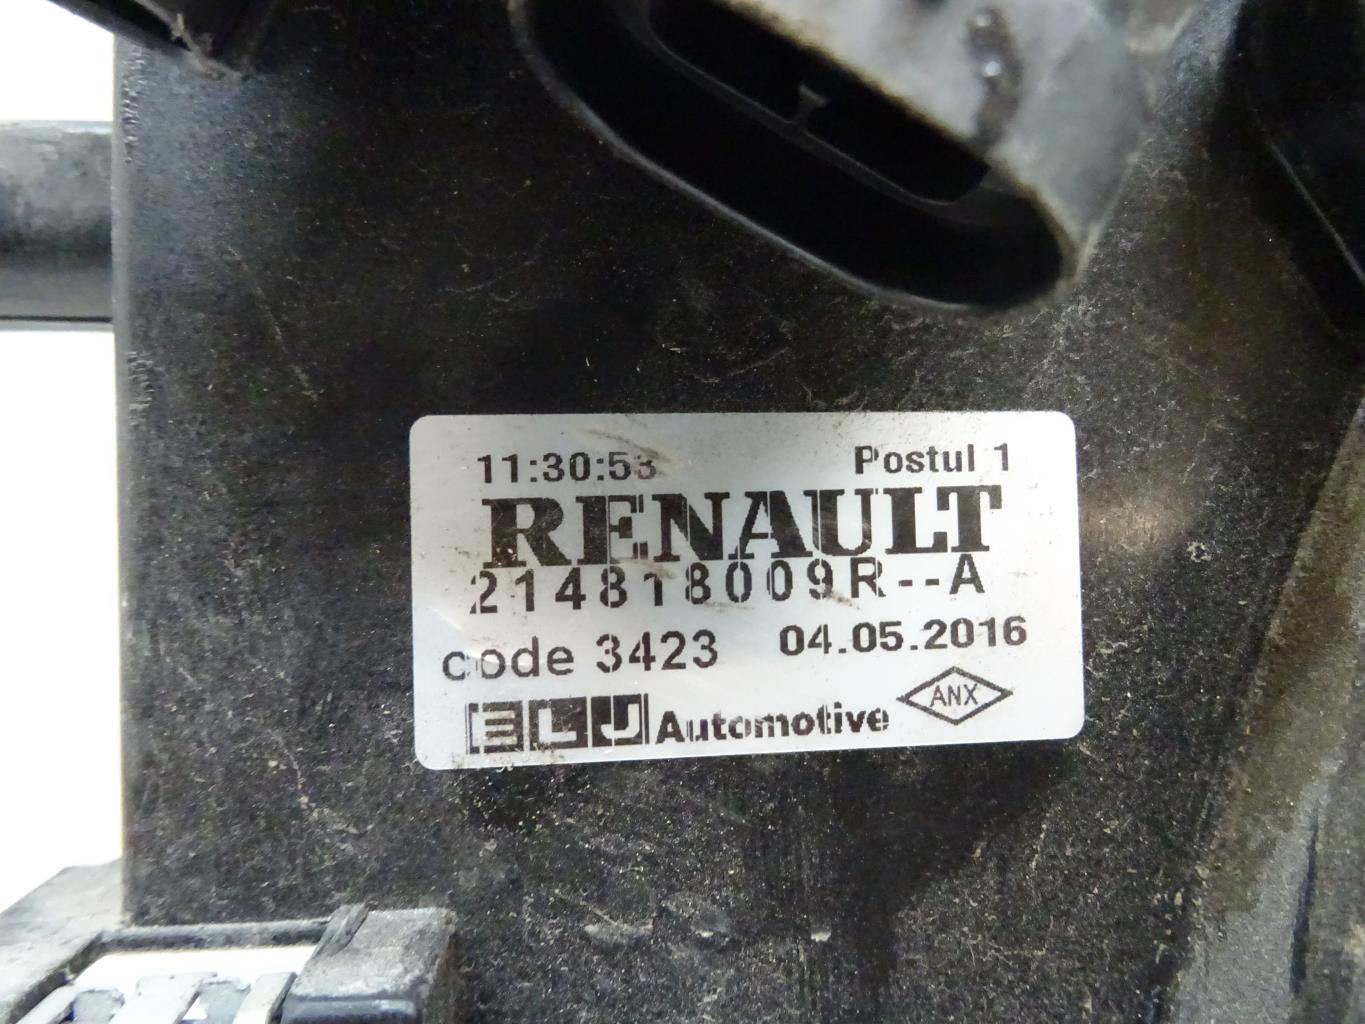 11:30:53 Postul 1
RENAULT
214818009R--A
code 3423 04.05.2016
ELJ Automotive ANX